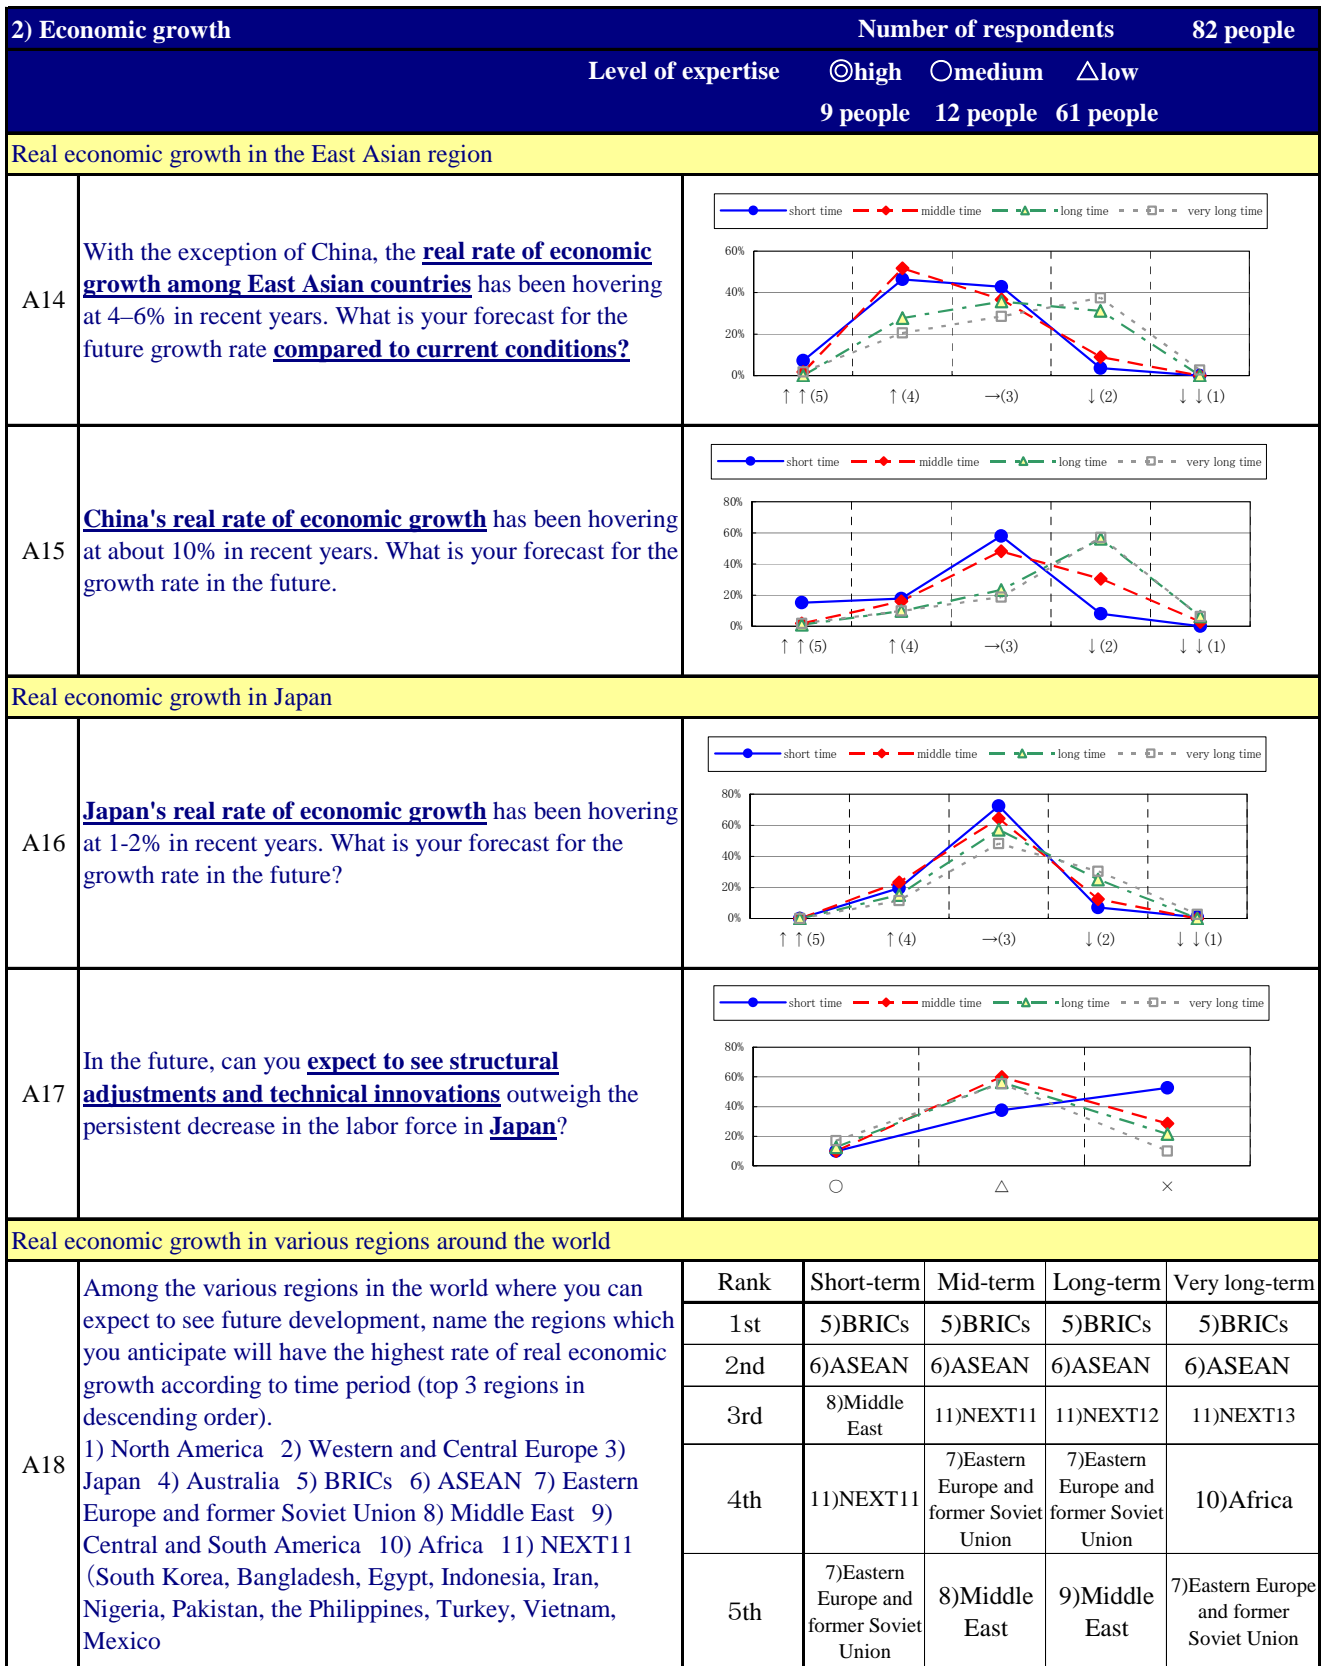 2) Economic growth Number of respondents 82 people
Level of expertise ◎high ○medium △low
9 people 12 people 61 people
Real economic growth in the East Asian region
A14
With the exception of China, the real rate of economic
growth among East Asian countries has been hovering
at 4–6% in recent years. What is your forecast for the
future growth rate compared to current conditions?
short time middle time long time very long time
60%
40%
20%
0%
↑↑(5) ↑(4) →(3) ↓(2) ↓↓(1)
A15
China's real rate of economic growth has been hovering
at about 10% in recent years. What is your forecast for the
growth rate in the future.
short time middle time long time very long time
80%
60%
40%
20%
0%
↑↑(5) ↑(4) →(3) ↓(2) ↓↓(1)
Real economic growth in Japan
A16
Japan's real rate of economic growth has been hovering
at 1-2% in recent years. What is your forecast for the
growth rate in the future?
short time middle time long time very long time
80%
60%
40%
20%
0%
↑↑(5) ↑(4) →(3) ↓(2) ↓↓(1)
A17
In the future, can you expect to see structural
adjustments and technical innovations outweigh the
persistent decrease in the labor force in Japan?
short time middle time long time very long time
80%
60%
40%
20%
0%
○ △ ×
Real economic growth in various regions around the world
A18
Among the various regions in the world where you can
expect to see future development, name the regions which
you anticipate will have the highest rate of real economic
growth according to time period (top 3 regions in
descending order).
1) North America 2) Western and Central Europe 3)
Japan 4) Australia 5) BRICs 6) ASEAN 7) Eastern
Europe and former Soviet Union 8) Middle East 9)
Central and South America 10) Africa 11) NEXT11
(South Korea, Bangladesh, Egypt, Indonesia, Iran,
Nigeria, Pakistan, the Philippines, Turkey, Vietnam,
Mexico
Rank Short-term Mid-term Long-term Very long-term
1st 5)BRICs 5)BRICs 5)BRICs 5)BRICs
2nd 6)ASEAN 6)ASEAN 6)ASEAN 6)ASEAN
3rd
8)Middle
East
11)NEXT11 11)NEXT12 11)NEXT13
4th 11)NEXT11
7)Eastern
Europe and
former Soviet
Union
7)Eastern
Europe and
former Soviet
Union
10)Africa
5th
7)Eastern
Europe and
former Soviet
Union
8)Middle
East
9)Middle
East
7)Eastern Europe
and former
Soviet Union